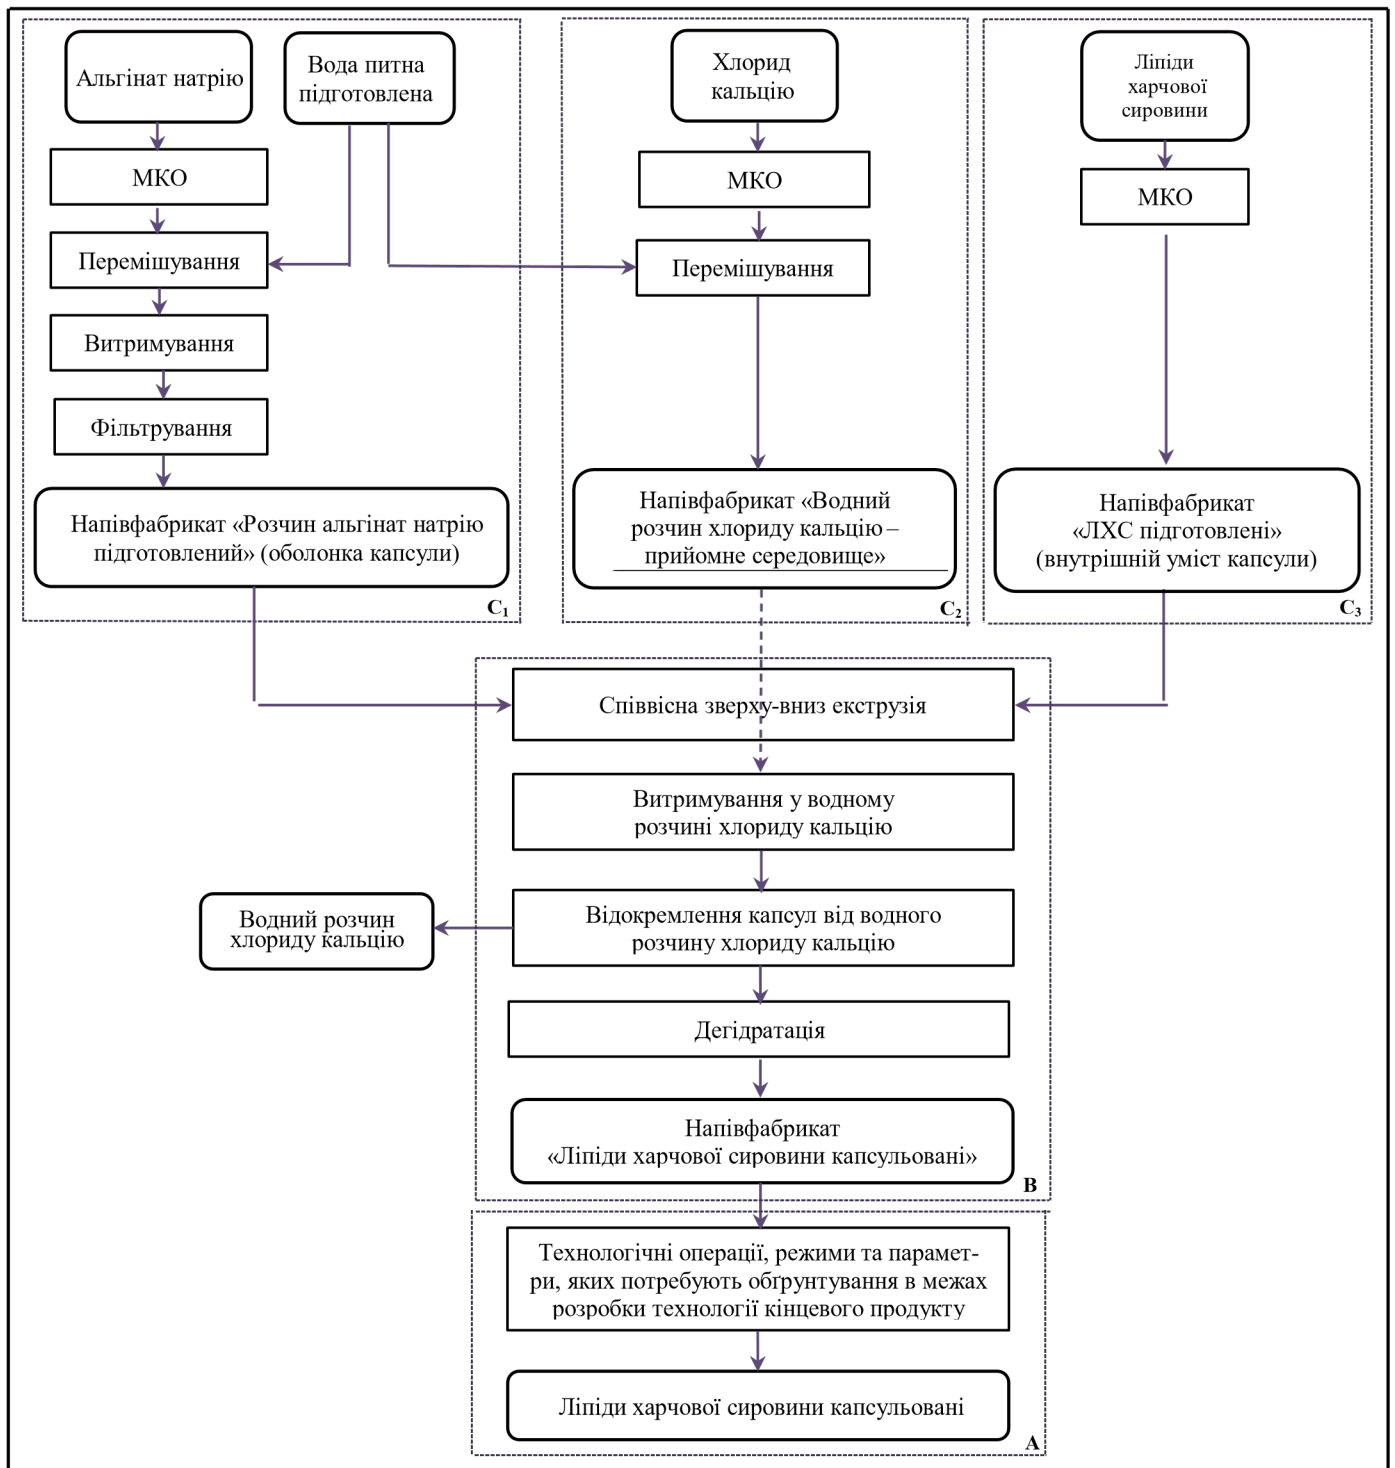 Альгінат натрію
Вода питна
підготовлена
МКО
Перемішування
Витримування
Фільтрування
Напівфабрикат «Розчин альгінат натрію
підготовлений» (оболонка капсули)
C₁
Хлорид
кальцію
МКО
Перемішування
Напівфабрикат «Водний
розчин хлориду кальцію –
прийомне середовище»
C₂
Ліпіди
харчової
сировини
МКО
Напівфабрикат
«ЛХС підготовлені»
(внутрішній уміст капсули)
C₃
Співвісна зверху-вниз екструзія
Витримування у водному
розчині хлориду кальцію
Відокремлення капсул від водного
розчину хлориду кальцію
Водний розчин
хлориду кальцію
Дегідратація
Напівфабрикат
«Ліпіди харчової сировини капсульовані»
B
Технологічні операції, режими та парамет-
ри, яких потребують обґрунтування в межах
розробки технології кінцевого продукту
Ліпіди харчової сировини капсульовані
A